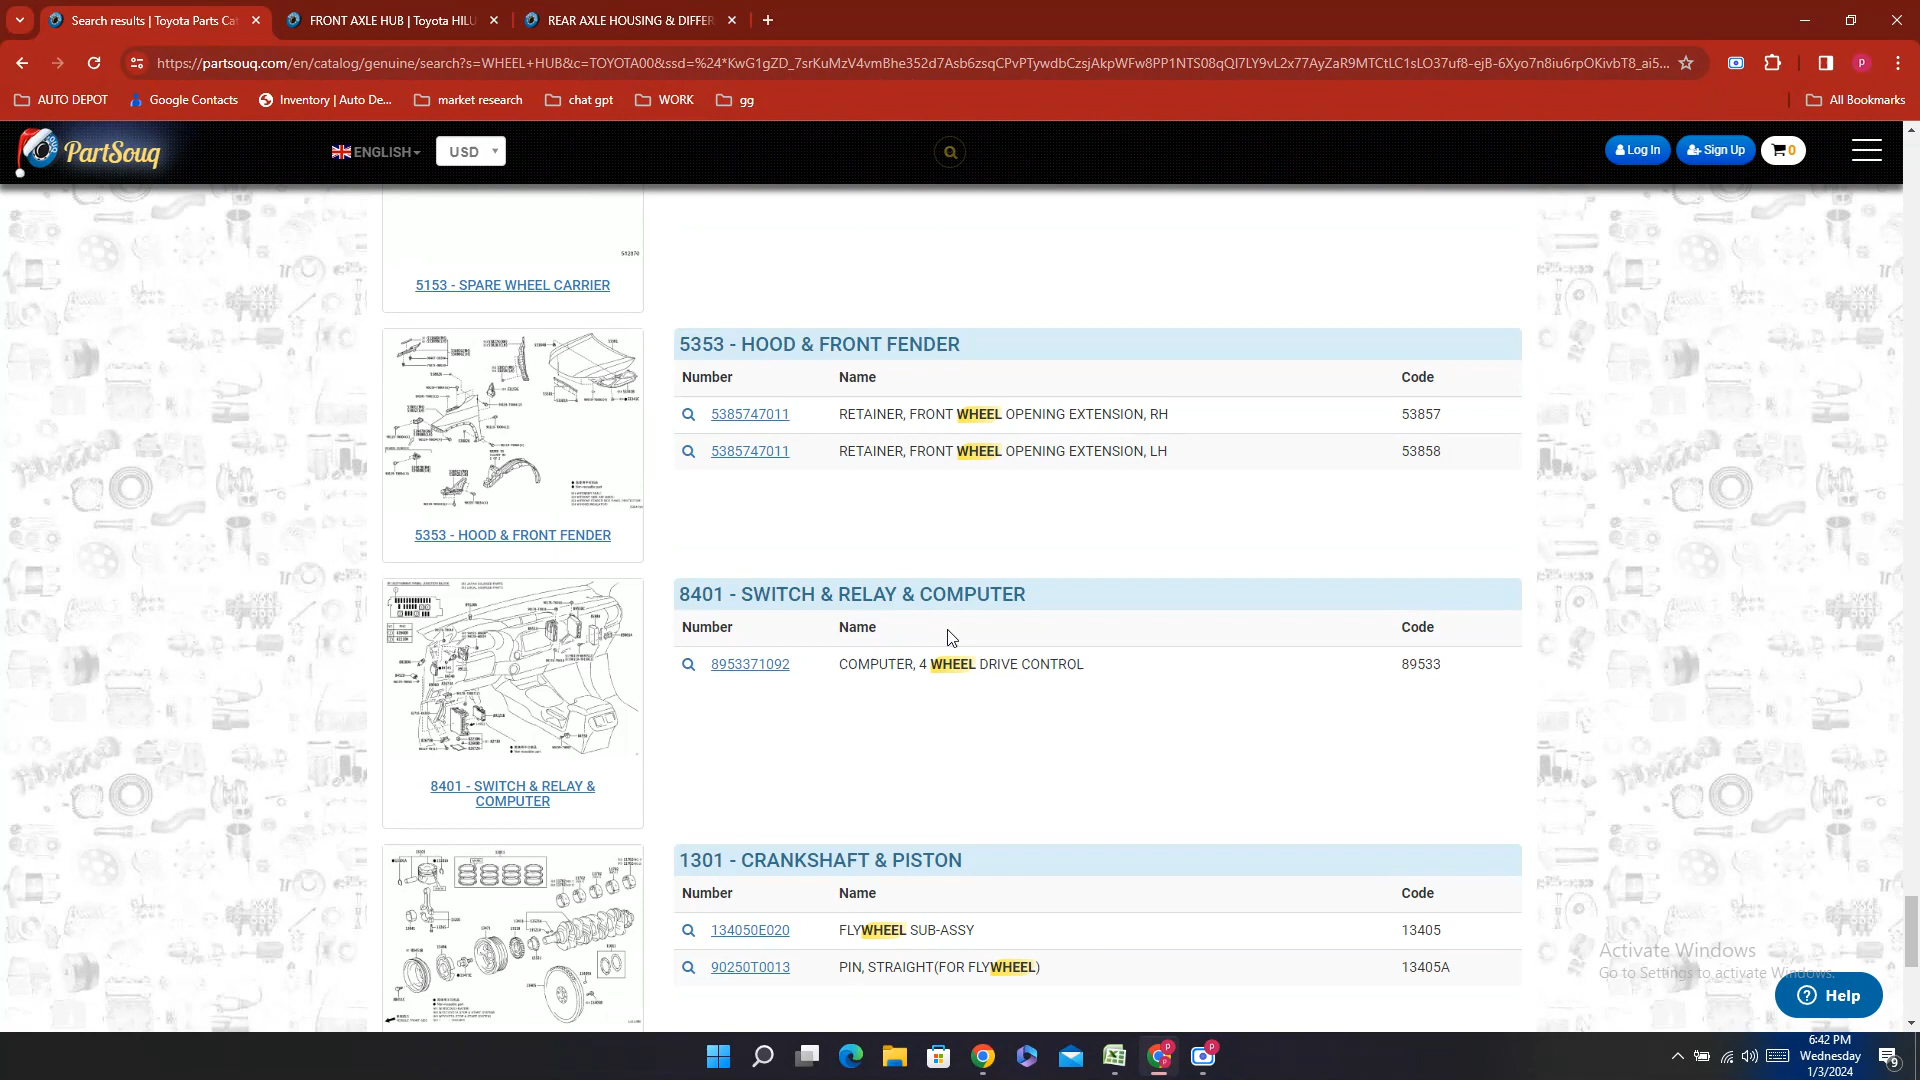 Search results | Toyota Parts Cat
FRONT AXLE HUB | Toyota HILU
REAR AXLE HOUSING & DIFFER
https://partsouq.com/en/catalog/genuine/search?s=WHEEL+HUB&c=TOYOTA00&ssd=%24*KwG1gZD_7srKuMzV4vmBhe352d7Asb6zsqCPvPTywdbCzsjAkpWFw8PP1NTS08qQI7LY9vL2x77AyZaR9MTCtLC1sLO37uf8-ejB-6Xyo7n8iu6rpOKivbT8_ai5...
p
AUTO DEPOT
Google Contacts
Inventory | Auto De...
market research
chat gpt
WORK
gg
All Bookmarks
PartSouq
ENGLISH
USD
Log In
Sign Up
0
5153 - SPARE WHEEL CARRIER
5353 - HOOD & FRONT FENDER
Number Name Code
5385747011 RETAINER, FRONT WHEEL OPENING EXTENSION, RH 53857
5385747011 RETAINER, FRONT WHEEL OPENING EXTENSION, LH 53858
5353 - HOOD & FRONT FENDER
8401 - SWITCH & RELAY & COMPUTER
Number Name Code
8953371092 COMPUTER, 4 WHEEL DRIVE CONTROL 89533
8401 - SWITCH & RELAY &
COMPUTER
1301 - CRANKSHAFT & PISTON
Number Name Code
134050E020 FLYWHEEL SUB-ASSY 13405
90250T0013 PIN, STRAIGHT(FOR FLYWHEEL) 13405A
Activate Windows
Go to Settings to activate Windows.
Help
6:42 PM
Wednesday
1/3/2024
9